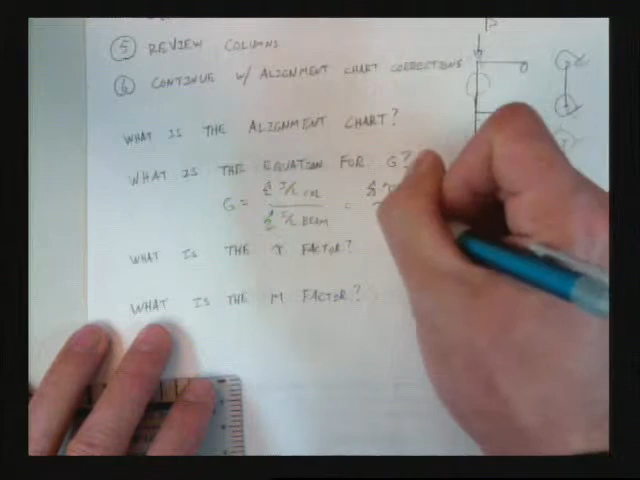 ⑤ REVIEW COLUMNS
⑥ CONTINUE W/ ALIGNMENT CHART CORRECTIONS
P
WHAT IS THE ALIGNMENT CHART?
WHAT IS THE EQUATION FOR G?
G = Σ I/L COL / Σ I/L BEAM = Σ τ
WHAT IS THE τ FACTOR?
WHAT IS THE M FACTOR?